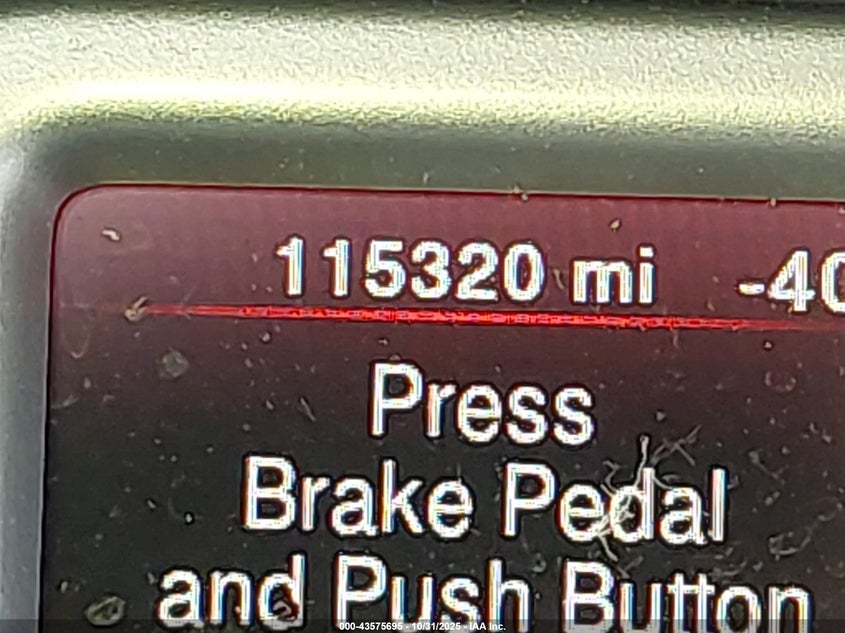 115320 mi -40
Press
Brake Pedal
and Push Button
000-43575695 - 10/31/2025 - IAA Inc.